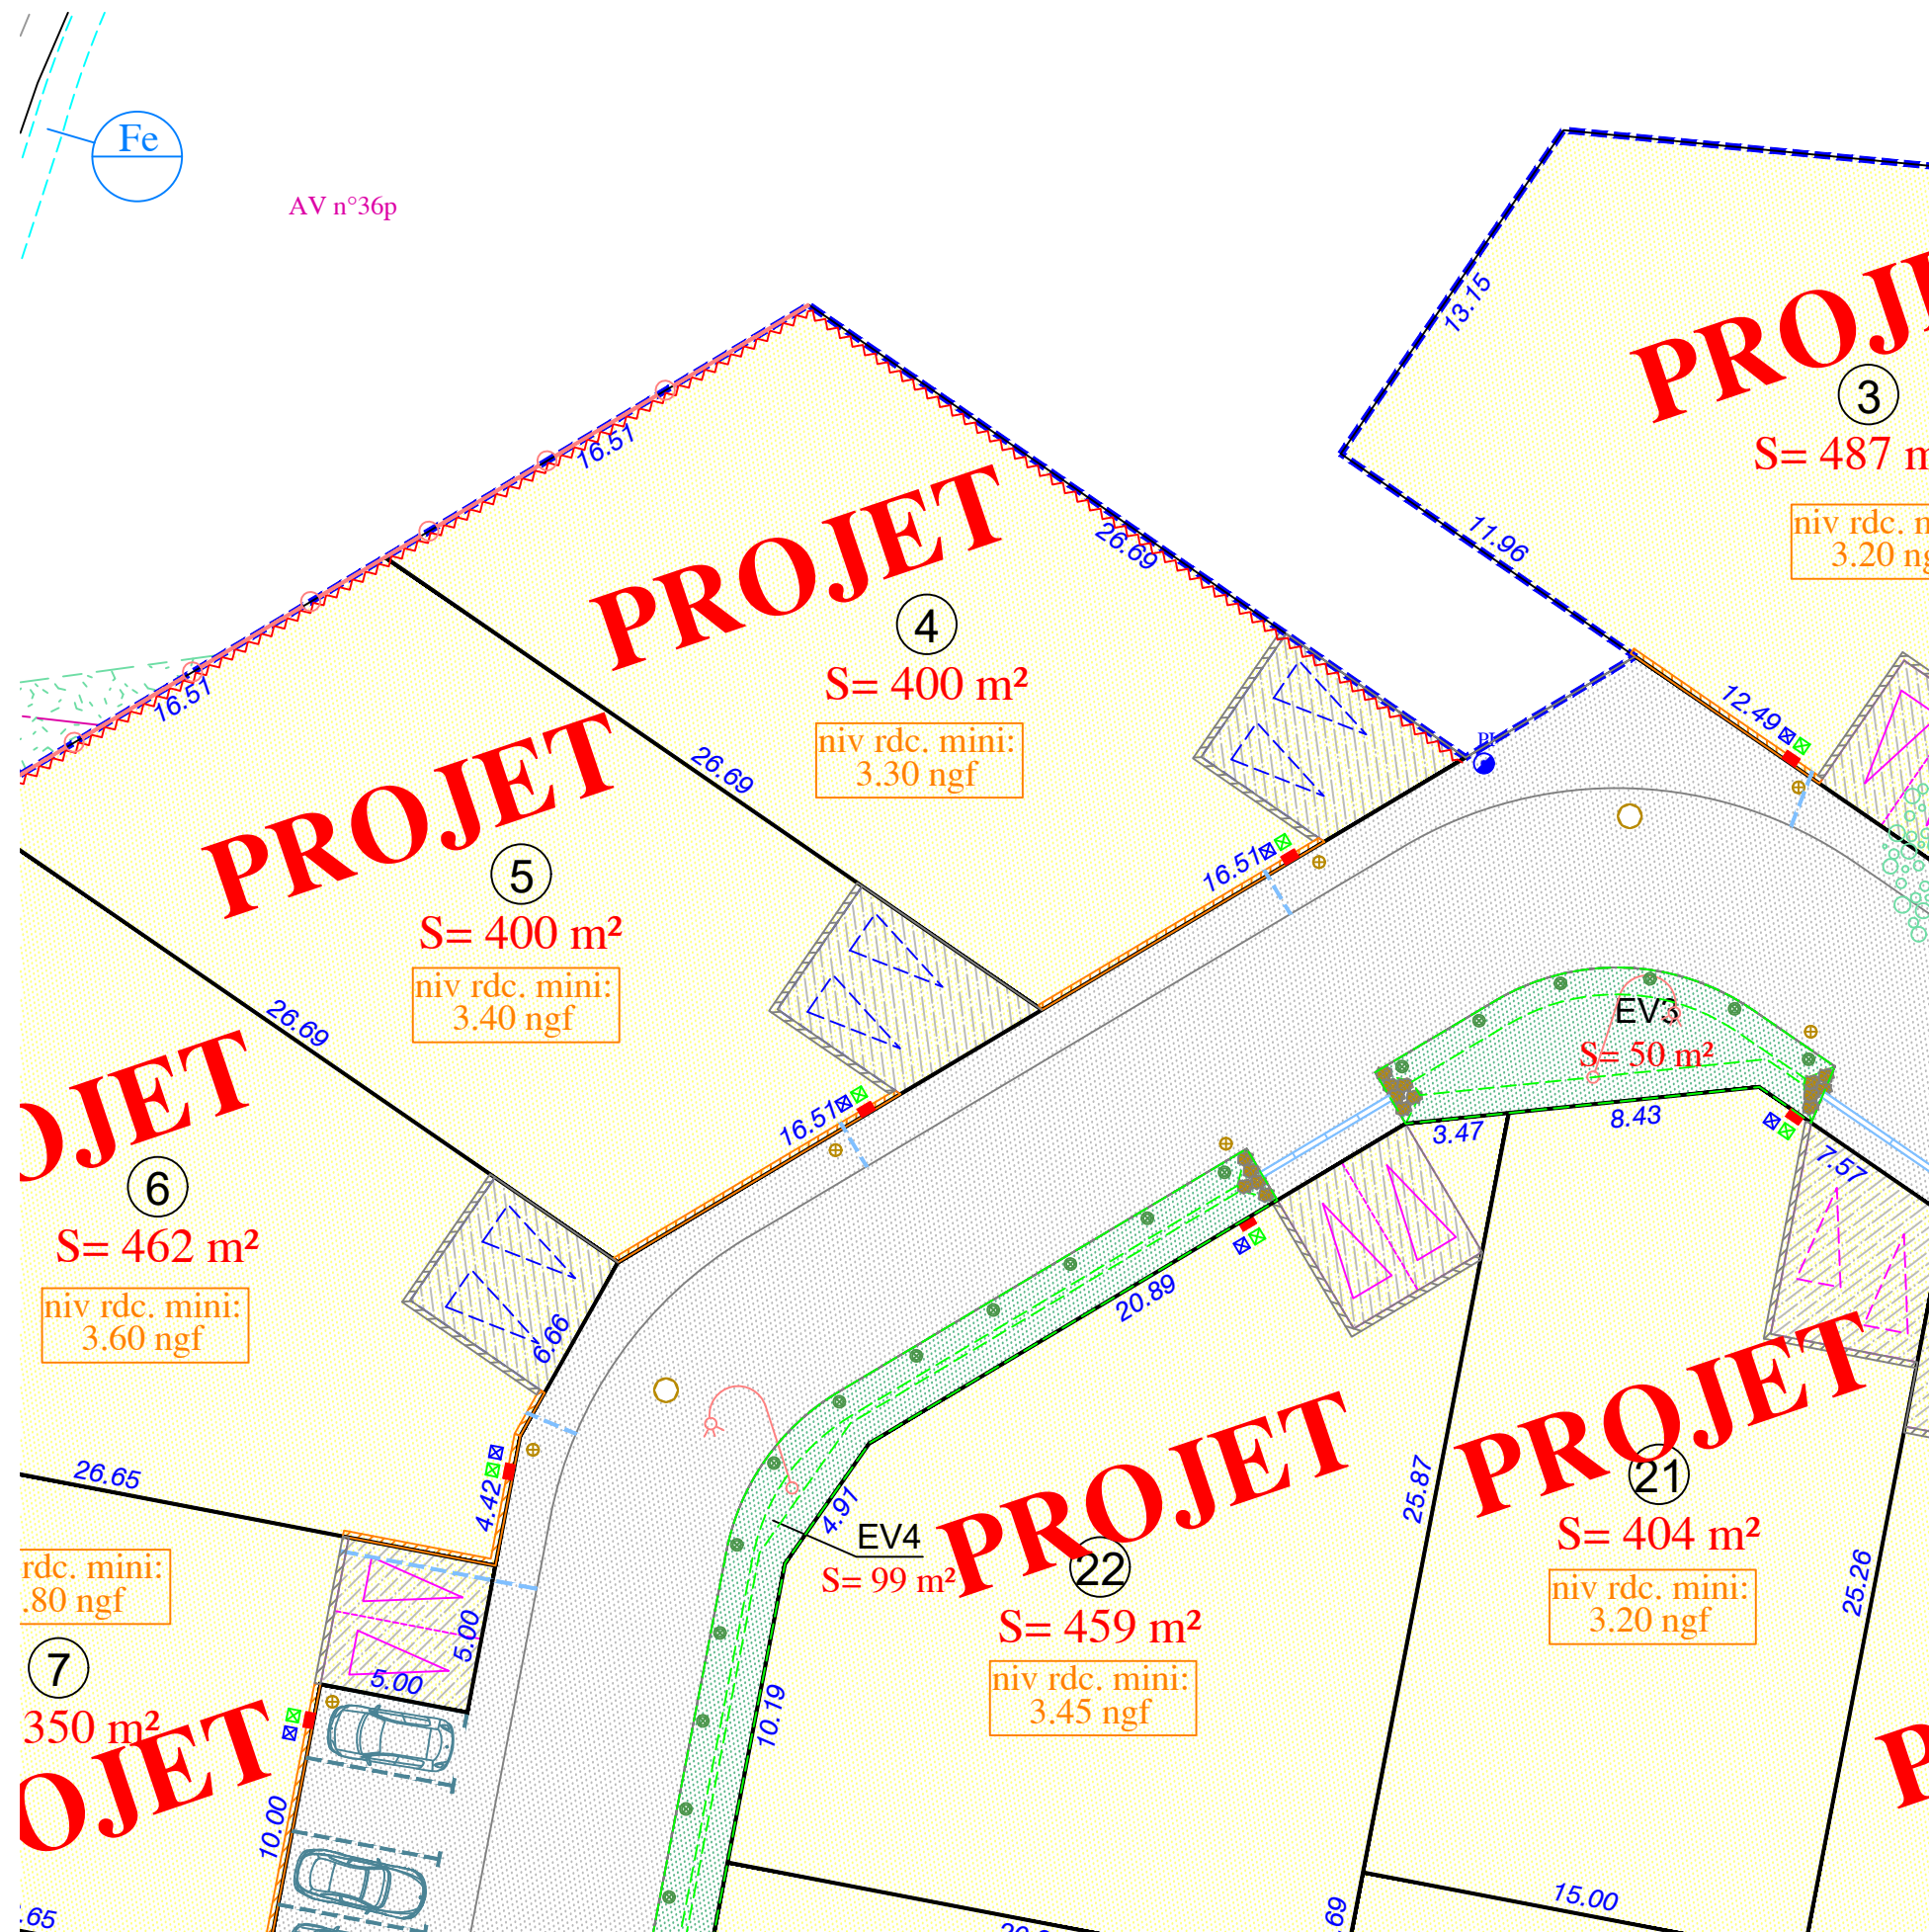 Fe
AV n°36p
13.15
3
S= 487
3.20
16.51
26.69
11.96
PROJET
4
S= 400 m²
niv rdc. mini:
3.30 ngf
12.49
16.51
26.69
16.51
PROJET
5
S= 400 m²
niv rdc. mini:
3.40 ngf
26.69
16.51
EV3
S= 50 m²
3.47
8.43
7.57
6
S= 462 m²
niv rdc. mini:
3.60 ngf
6.66
20.89
26.65
4.42
4.91
EV4
S= 99 m²
PROJET
22
S= 459 m²
niv rdc. mini:
3.45 ngf
25.87
PROJET
21
S= 404 m²
niv rdc. mini:
3.20 ngf
25.26
rdc. mini:
.80 ngf
7
350 m²
5.00
5.00
10.19
10.00
15.00
.65
69